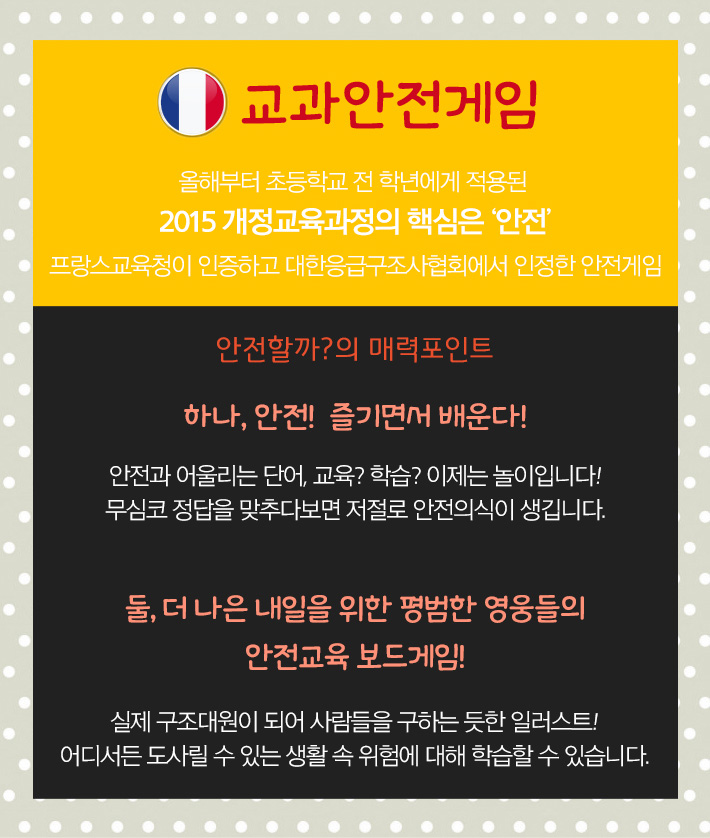 교과안전게임
올해부터 초등학교 전 학년에게 적용된
2015 개정교육과정의 핵심은 ‘안전’
프랑스교육청이 인증하고 대한응급구조사협회에서 인정한 안전게임
안전할까?의 매력포인트
하나, 안전! 즐기면서 배운다!
안전과 어울리는 단어, 교육? 학습? 이제는 놀이입니다!
무심코 정답을 맞추다보면 저절로 안전의식이 생깁니다.
둘, 더 나은 내일을 위한 평범한 영웅들의
안전교육 보드게임!
실제 구조대원이 되어 사람들을 구하는 듯한 일러스트!
어디서든 도사릴 수 있는 생활 속 위험에 대해 학습할 수 있습니다.